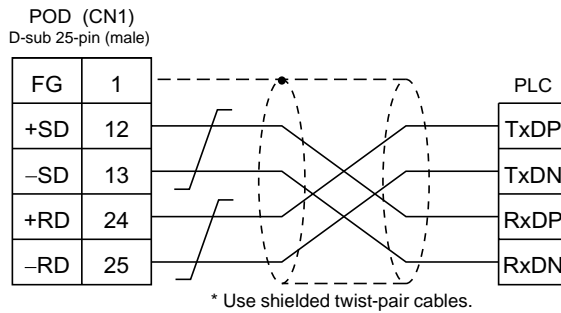 POD (CN1)
D-sub 25-pin (male)
FG 1 PLC
+SD 12 TxDP
−SD 13 TxDN
+RD 24 RxDP
−RD 25 RxDN
* Use shielded twist-pair cables.